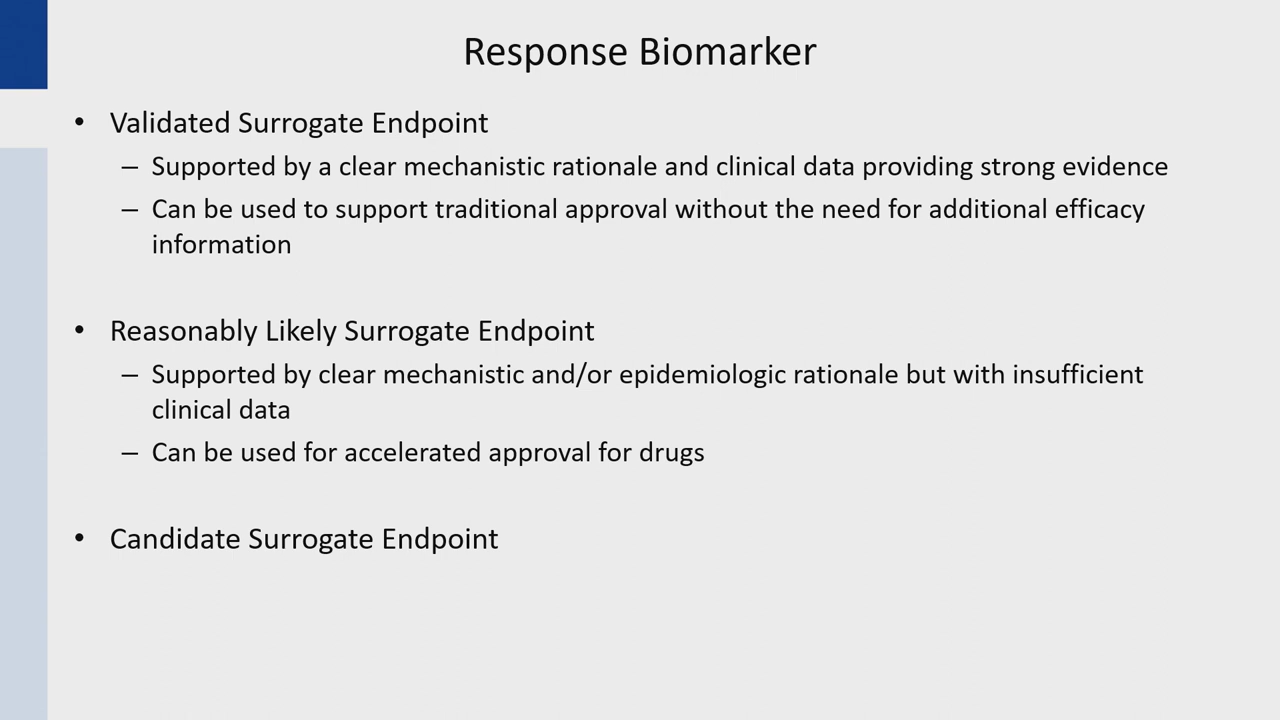 Response Biomarker
• Validated Surrogate Endpoint
– Supported by a clear mechanistic rationale and clinical data providing strong evidence
– Can be used to support traditional approval without the need for additional efficacy
information
• Reasonably Likely Surrogate Endpoint
– Supported by clear mechanistic and/or epidemiologic rationale but with insufficient
clinical data
– Can be used for accelerated approval for drugs
• Candidate Surrogate Endpoint